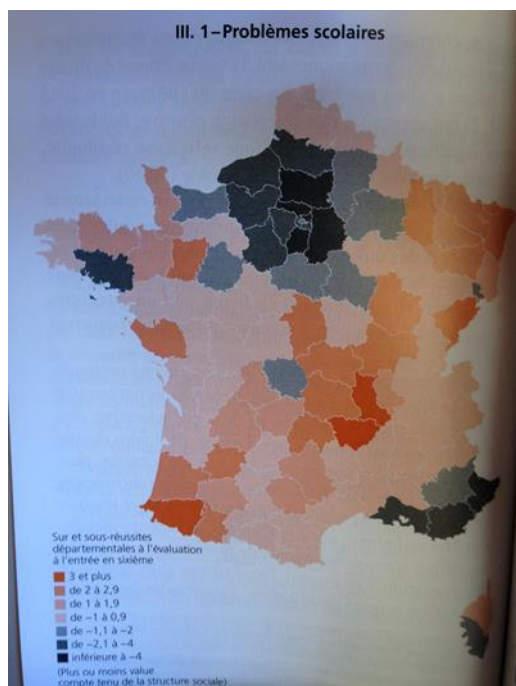 III. 1–Problèmes scolaires
Sur et sous-réussites
départementales à l'évaluation
à l'entrée en sixième
3 et plus
de 2 à 2,9
de 1 à 1,9
de −1 à 0,9
de −1,1 à −2
de −2,1 à −4
inférieure à −4
(Plus ou moins value
compte tenu de la structure sociale)